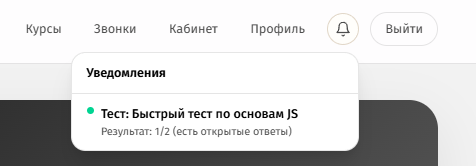 Курсы Звонки Кабинет Профиль Выйти
Уведомления
Тест: Быстрый тест по основам JS
Результат: 1/2 (есть открытые ответы)